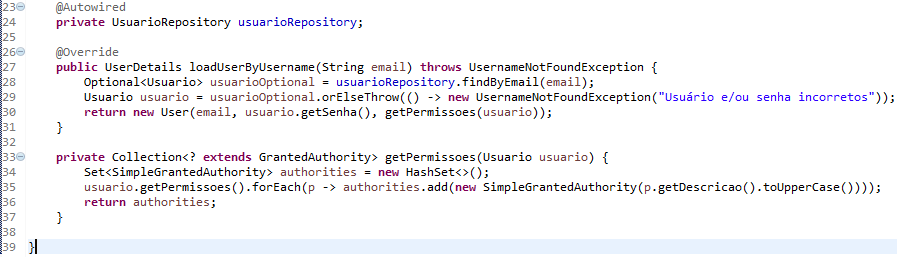 23 @Autowired
24 private UsuarioRepository usuarioRepository;
25
26 @Override
27 public UserDetails loadUserByUsername(String email) throws UsernameNotFoundException {
28 Optional<Usuario> usuarioOptional = usuarioRepository.findByEmail(email);
29 Usuario usuario = usuarioOptional.orElseThrow(() -> new UsernameNotFoundException("Usuário e/ou senha incorretos"));
30 return new User(email, usuario.getSenha(), getPermissoes(usuario));
31 }
32
33 private Collection<? extends GrantedAuthority> getPermissoes(Usuario usuario) {
34 Set<SimpleGrantedAuthority> authorities = new HashSet<>();
35 usuario.getPermissoes().forEach(p -> authorities.add(new SimpleGrantedAuthority(p.getDescricao().toUpperCase())));
36 return authorities;
37 }
38
39 }